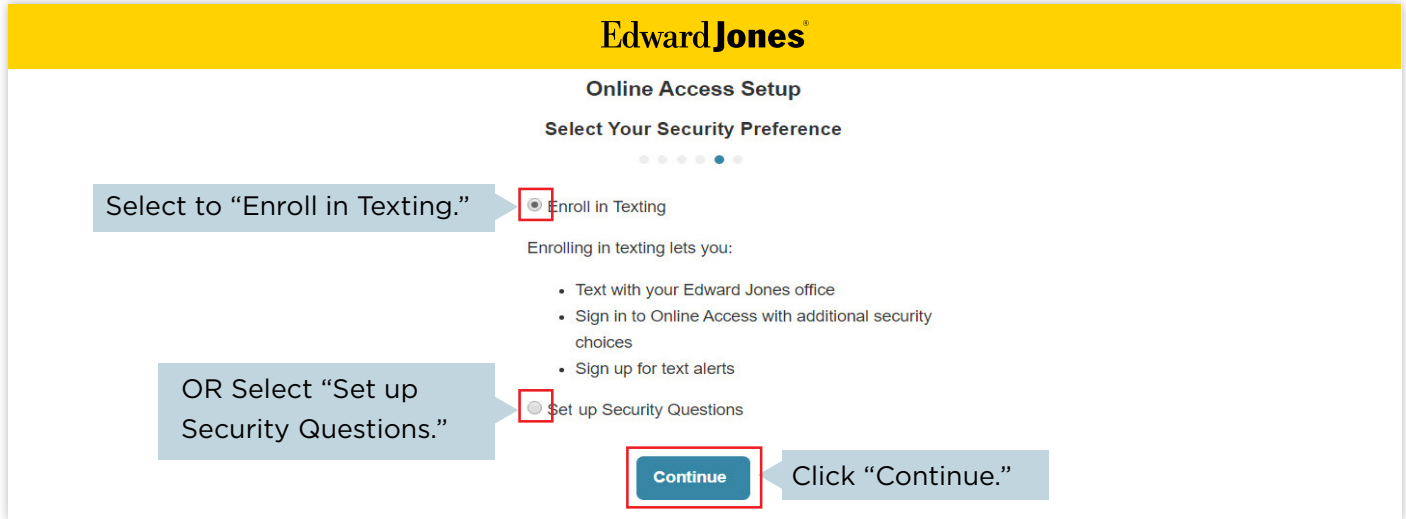 Edward Jones®
Online Access Setup
Select Your Security Preference
Select to “Enroll in Texting.”
Enroll in Texting
Enrolling in texting lets you:
• Text with your Edward Jones office
• Sign in to Online Access with additional security
choices
• Sign up for text alerts
OR Select “Set up
Security Questions.”
Set up Security Questions
Continue
Click “Continue.”